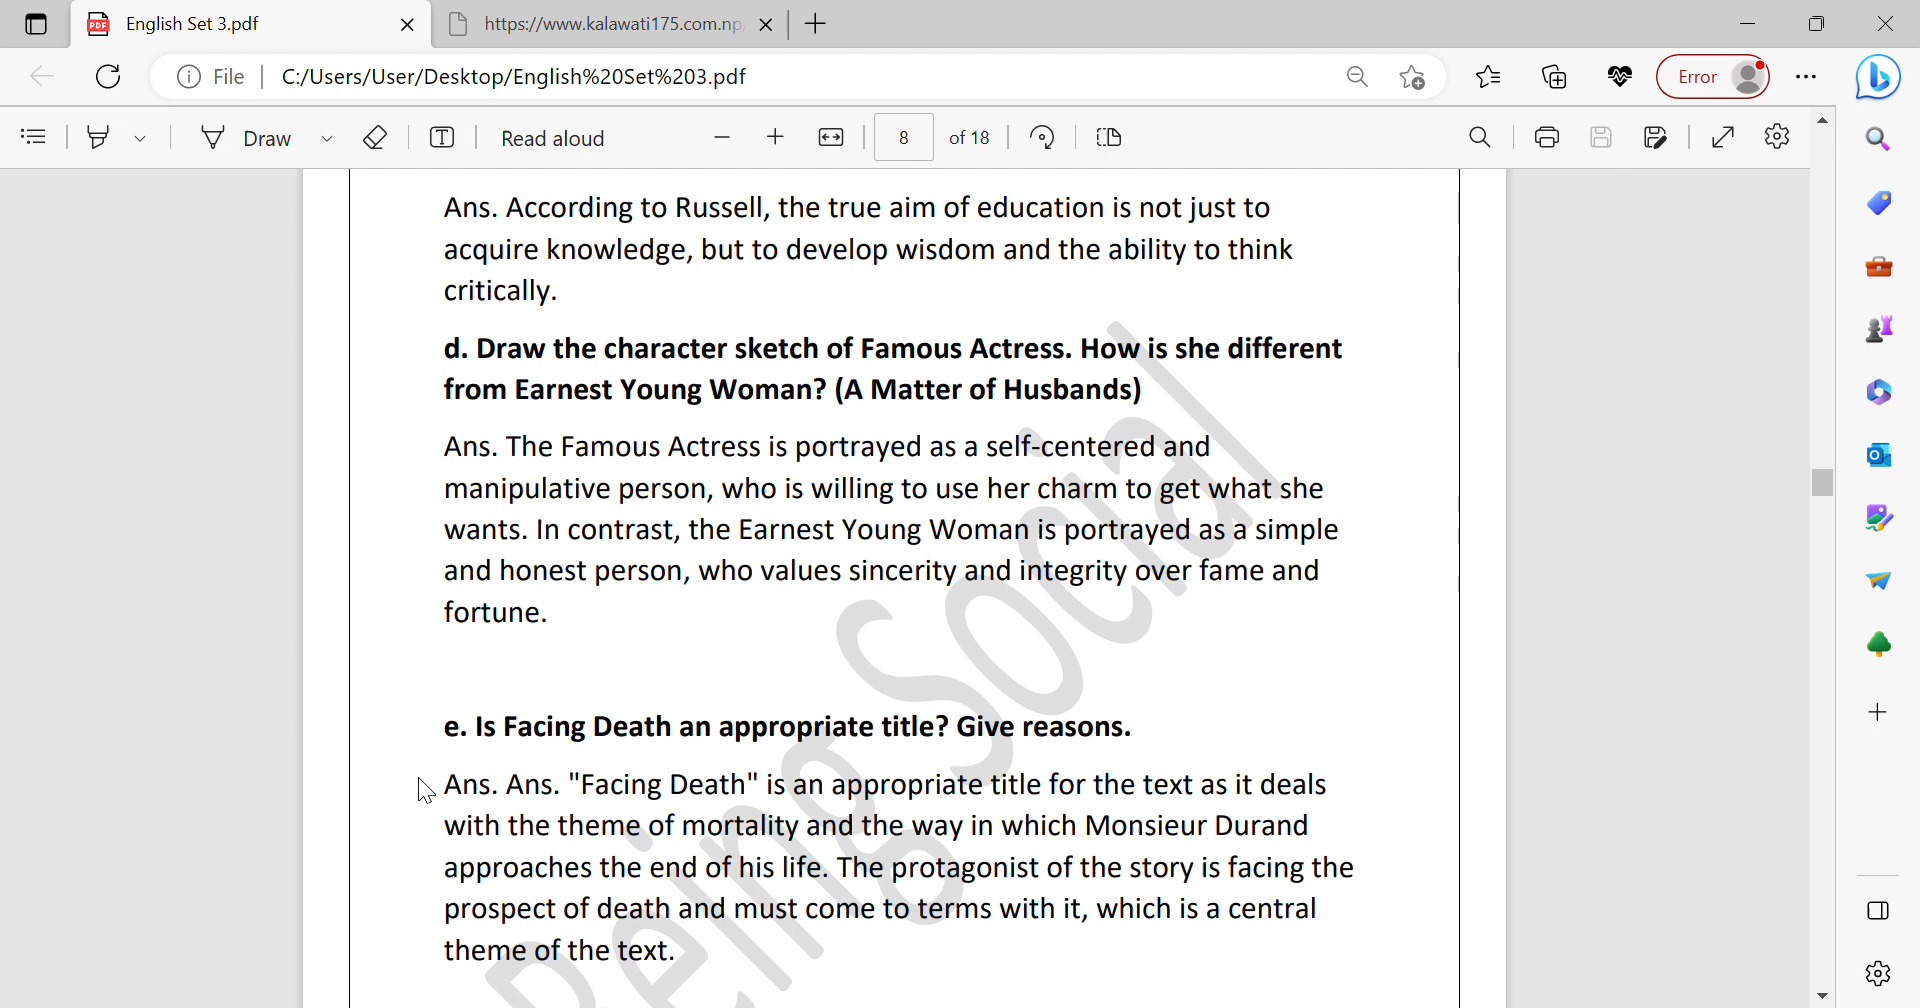 English Set 3.pdf
https://www.kalawati175.com.np/
File
C:/Users/User/Desktop/English%20Set%203.pdf
Error
Draw
Read aloud
8
of 18
Ans. According to Russell, the true aim of education is not just to
acquire knowledge, but to develop wisdom and the ability to think
critically.
d. Draw the character sketch of Famous Actress. How is she different
from Earnest Young Woman? (A Matter of Husbands)
Ans. The Famous Actress is portrayed as a self-centered and
manipulative person, who is willing to use her charm to get what she
wants. In contrast, the Earnest Young Woman is portrayed as a simple
and honest person, who values sincerity and integrity over fame and
fortune.
e. Is Facing Death an appropriate title? Give reasons.
Ans. Ans. "Facing Death" is an appropriate title for the text as it deals
with the theme of mortality and the way in which Monsieur Durand
approaches the end of his life. The protagonist of the story is facing the
prospect of death and must come to terms with it, which is a central
theme of the text.
Being Social